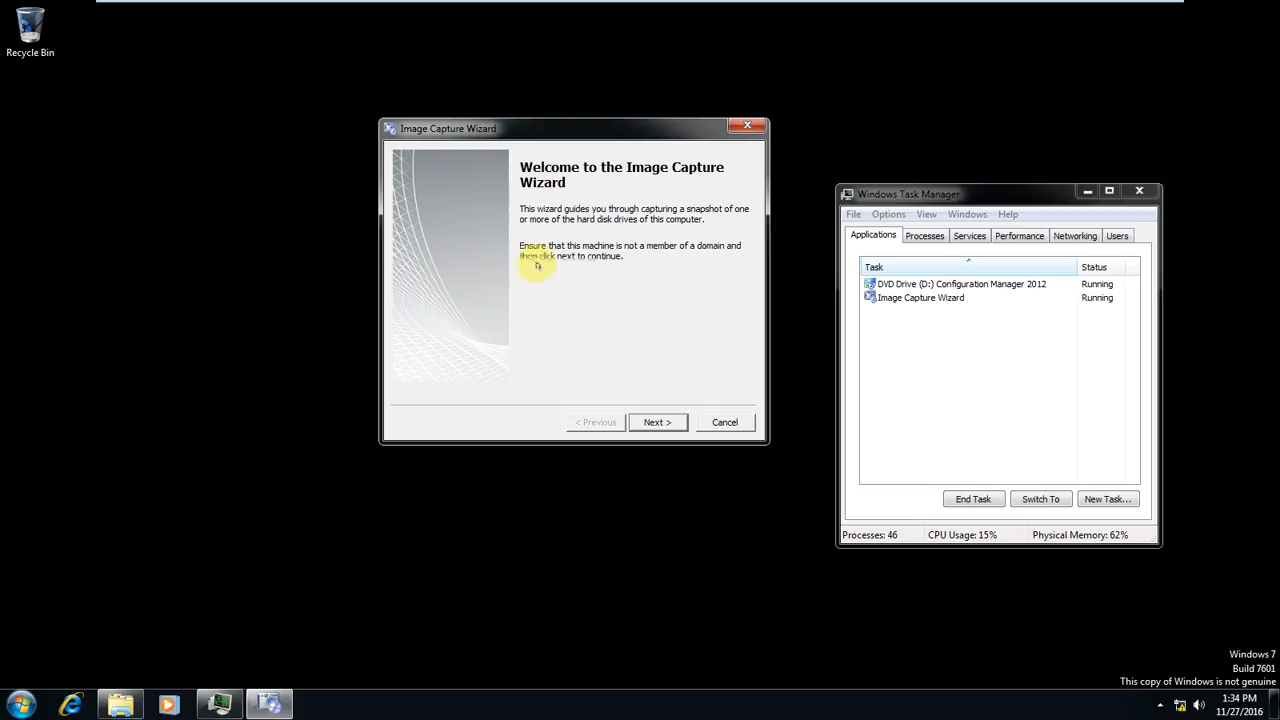 Recycle Bin
Image Capture Wizard
Welcome to the Image Capture
Wizard
This wizard guides you through capturing a snapshot of one
or more of the hard disk drives of this computer.
Ensure that this machine is not a member of a domain and
then click next to continue.
< Previous
Next >
Cancel
Windows Task Manager
File Options View Windows Help
Applications Processes Services Performance Networking Users
Task Status
DVD Drive (D:) Configuration Manager 2012 Running
Image Capture Wizard Running
End Task Switch To New Task...
Processes: 46 CPU Usage: 15% Physical Memory: 62%
Windows 7
Build 7601
This copy of Windows is not genuine
1:34 PM
11/27/2016